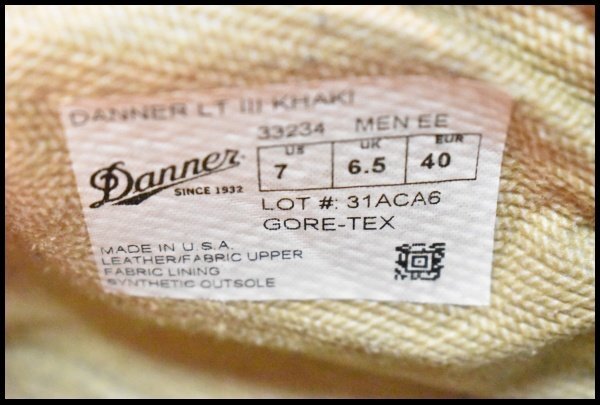 DANNER LT III KHAKI
33234 MEN EE
US UK EUR
7 6.5 40
Danner
SINCE 1932
LOT #: 31ACA6
GORE-TEX
MADE IN U.S.A.
LEATHER/FABRIC UPPER
FABRIC LINING
SYNTHETIC OUTSOLE